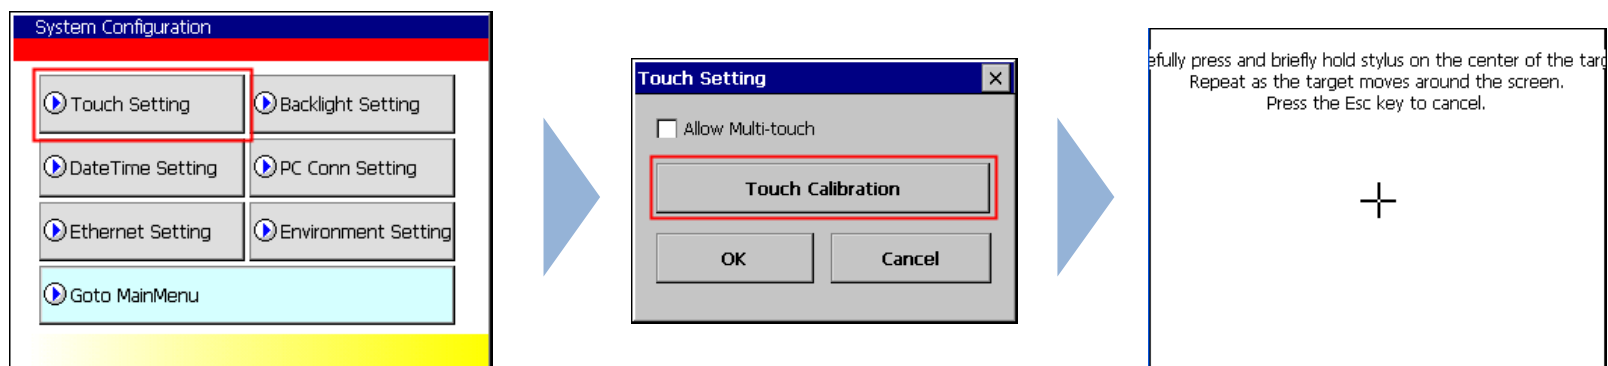 System Configuration
Touch Setting
Backlight Setting
DateTime Setting
PC Conn Setting
Ethernet Setting
Environment Setting
Goto MainMenu
Touch Setting
Allow Multi-touch
Touch Calibration
OK
Cancel
efully press and briefly hold stylus on the center of the targ
Repeat as the target moves around the screen.
Press the Esc key to cancel.